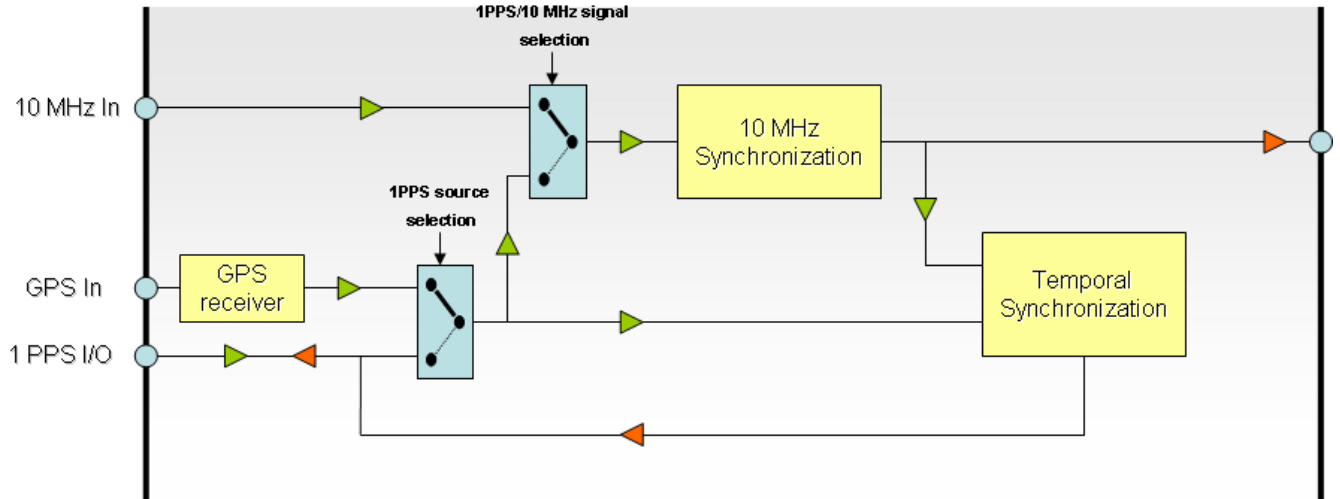 1PPS/10 MHz signal
selection
10 MHz In
10 MHz
Synchronization
1PPS source
selection
GPS In
GPS
receiver
Temporal
Synchronization
1 PPS I/O